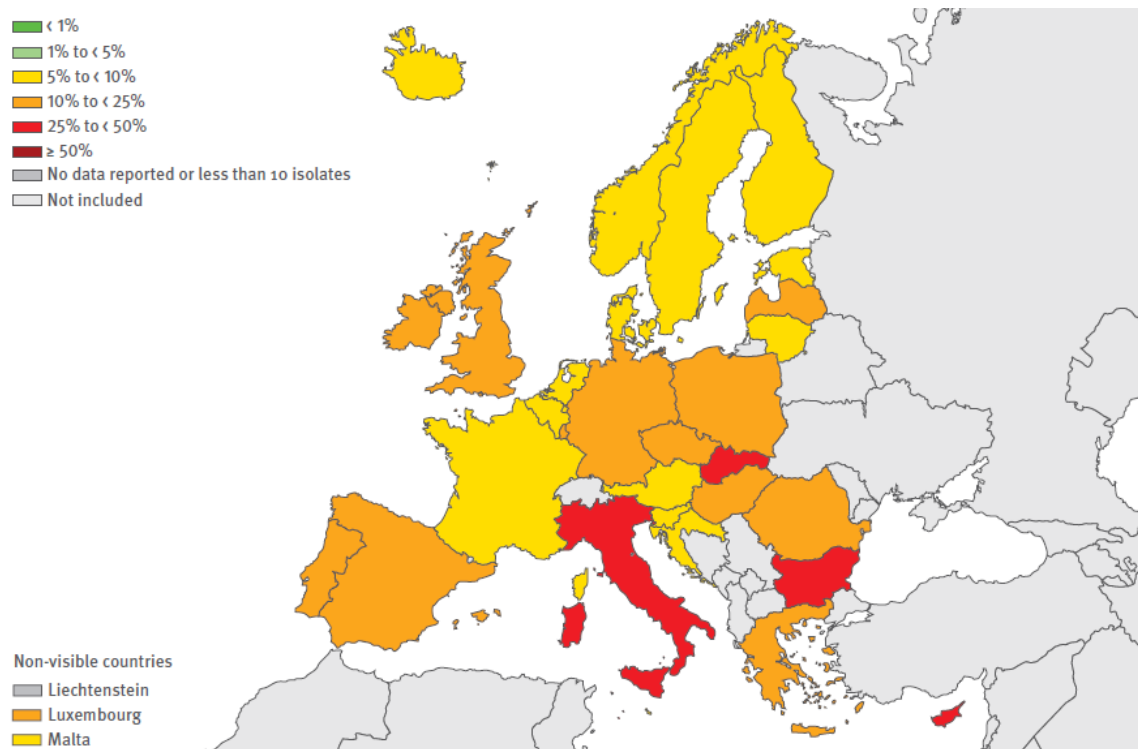 < 1%
1% to < 5%
5% to < 10%
10% to < 25%
25% to < 50%
≥ 50%
No data reported or less than 10 isolates
Not included
Non-visible countries
Liechtenstein
Luxembourg
Malta